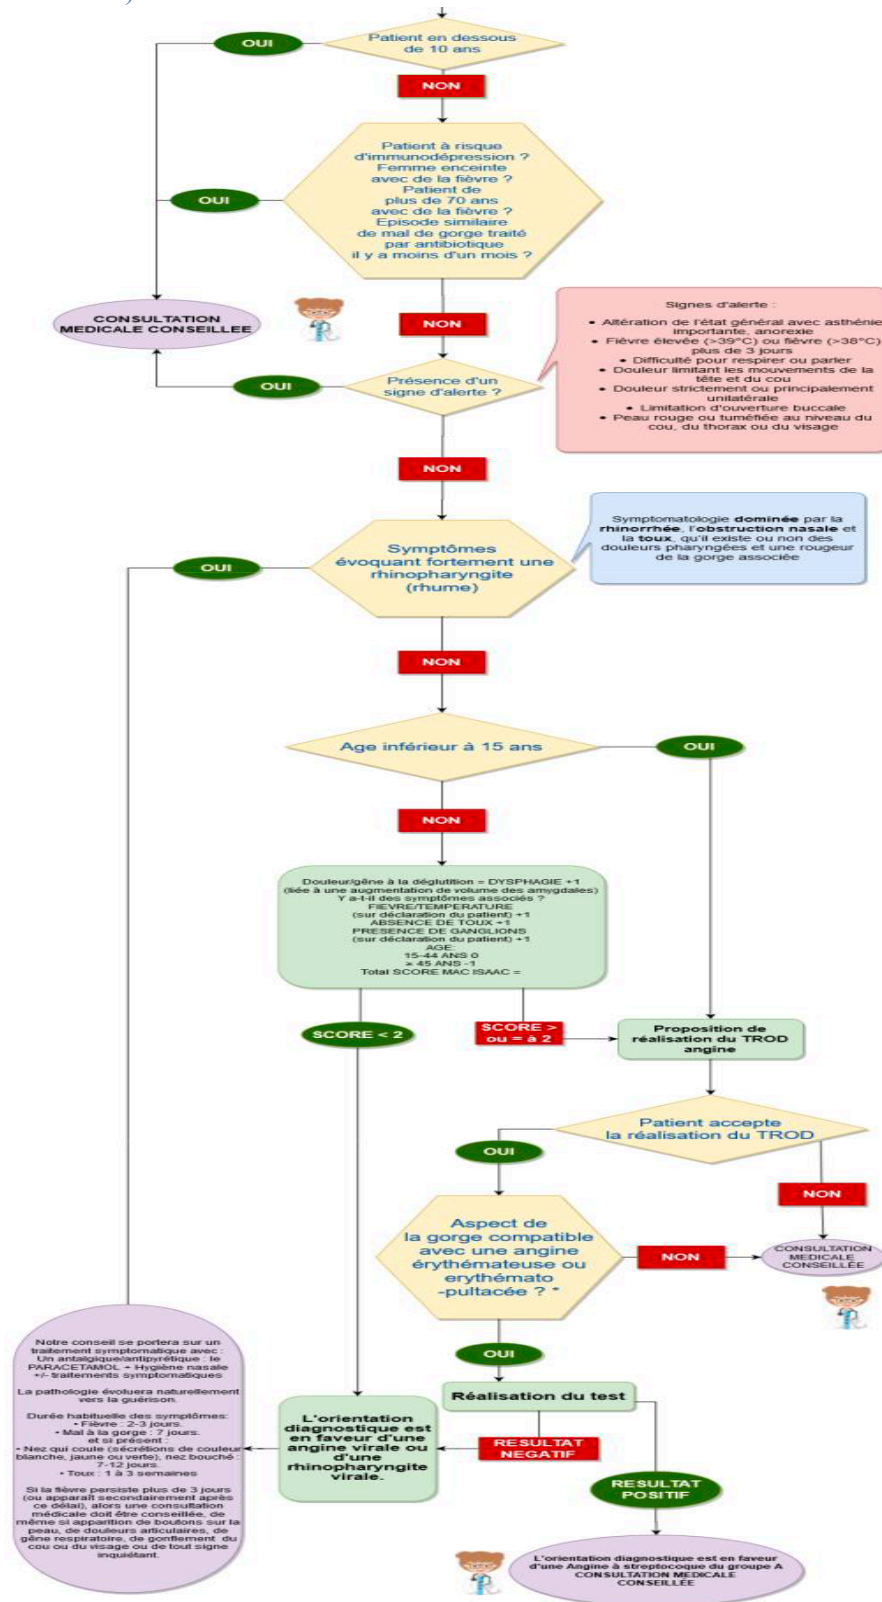 Patient en dessous
de 10 ans
OUI
NON
Patient à risque
d'immunodépression ?
Femme enceinte
avec de la fièvre ?
Patient de
plus de 70 ans
avec de la fièvre ?
Episode similaire
de mal de gorge traité
par antibiotique
il y a moins d'un mois ?
OUI
CONSULTATION
MEDICALE CONSEILLEE
NON
Signes d'alerte :
• Altération de l'état général avec asthénie
importante, anorexie
• Fièvre élevée (>39°C) ou fièvre (>38°C)
plus de 3 jours
• Difficulté pour respirer ou parler
• Douleur limitant les mouvements de la
tête et du cou
• Douleur strictement ou principalement
unilatérale
• Limitation d'ouverture buccale
• Peau rouge ou tuméfiée au niveau du
cou, du thorax ou du visage
OUI
Présence d'un
signe d'alerte ?
NON
Symptomatologie dominée par la
rhinorrhée, l'obstruction nasale et
la toux, qu'il existe ou non des
douleurs pharyngées et une rougeur
de la gorge associée
Symptômes
évoquant fortement une
rhinopharyngite
(rhume)
OUI
NON
Age inférieur à 15 ans
OUI
NON
Douleur/gêne à la déglutition = DYSPHAGIE +1
(liée à une augmentation de volume des amygdales)
Y a-t-il des symptômes associés ?
FIEVRE/TEMPERATURE
(sur déclaration du patient) +1
ABSENCE DE TOUX +1
PRESENCE DE GANGLIONS
(sur déclaration du patient) +1
AGE:
15-44 ANS 0
≥ 45 ANS -1
Total SCORE MAC ISAAC =
SCORE < 2
SCORE >
ou = à 2
Proposition de
réalisation du TROD
angine
Patient accepte
la réalisation du TROD
OUI
NON
Aspect de
la gorge compatible
avec une angine
érythémateuse ou
erythémato
-pultacée ? *
NON
CONSULTATION
MEDICALE
CONSEILLÉE
OUI
Réalisation du test
RESULTAT
NEGATIF
RESULTAT
POSITIF
L'orientation
diagnostique est
en faveur d'une
angine virale ou
d'une
rhinopharyngite
virale.
Notre conseil se portera sur un
traitement symptomatique avec :
Un antalgique/antipyrétique : le
PARACETAMOL + Hygiène nasale
+/- traitements symptomatiques
La pathologie évoluera naturellement
vers la guérison.
Durée habituelle des symptômes:
• Fièvre : 2-3 jours.
• Mal à la gorge : 7 jours.
et si présent :
• Nez qui coule (sécrétions de couleur
blanche, jaune ou verte), nez bouché :
7-12 jours.
• Toux : 1 à 3 semaines
Si la fièvre persiste plus de 3 jours
(ou apparaît secondairement après
ce délai), alors une consultation
médicale doit être conseillée, de
même si apparition de boutons sur la
peau, de douleurs articulaires, de
gêne respiratoire, de gonflement du
cou ou du visage ou de tout signe
inquiétant.
L'orientation diagnostique est en faveur
d'une Angine à streptocoque du groupe A
CONSULTATION MEDICALE
CONSEILLÉE